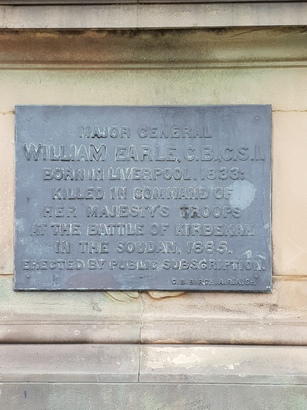 MAJOR GENERAL
WILLIAM EARLE, C.B., C.S.I.
BORN IN LIVERPOOL. 1833:
KILLED IN COMMAND OF
HER MAJESTY'S TROOPS
AT THE BATTLE OF KIRBEKAN
IN THE SOUDAN, 1885.
ERECTED BY PUBLIC SUBSCRIPTION.
C.B. BIRCH, A.R.A.